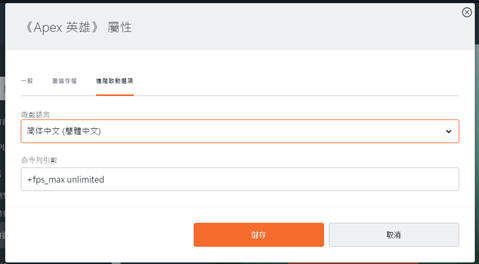 《Apex 英雄》 屬性
一般
雲端存檔
進階啟動選項
遊戲語言
简体中文 (簡體中文)
命令列引數
+fps_max unlimited
儲存
取消